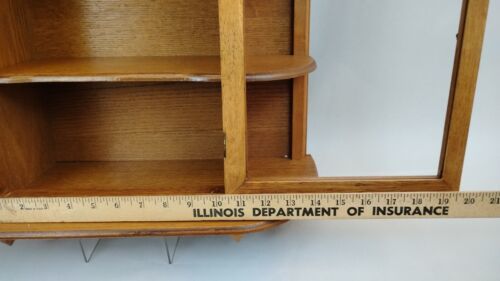 1 2 3 4 5 6 7 8 9 10 11 12 13 14 15 16 17 18 19 20 21
ILLINOIS DEPARTMENT OF INSURANCE